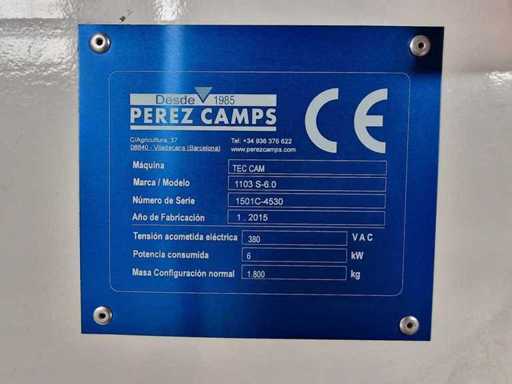 Desde 1985
PEREZ CAMPS
CE
C/Agricultura, 37
08840 - Viladecans (Barcelona)
Tel: +34 936 376 622
www.perezcamps.com
Máquina TEC CAM
Marca / Modelo 1103 S-6.0
Número de Serie 1501C-4530
Año de Fabricación 1 .. 2015
Tensión acometida eléctrica 380 V A C
Potencia consumida 6 kW
Masa Configuración normal 1.800 kg